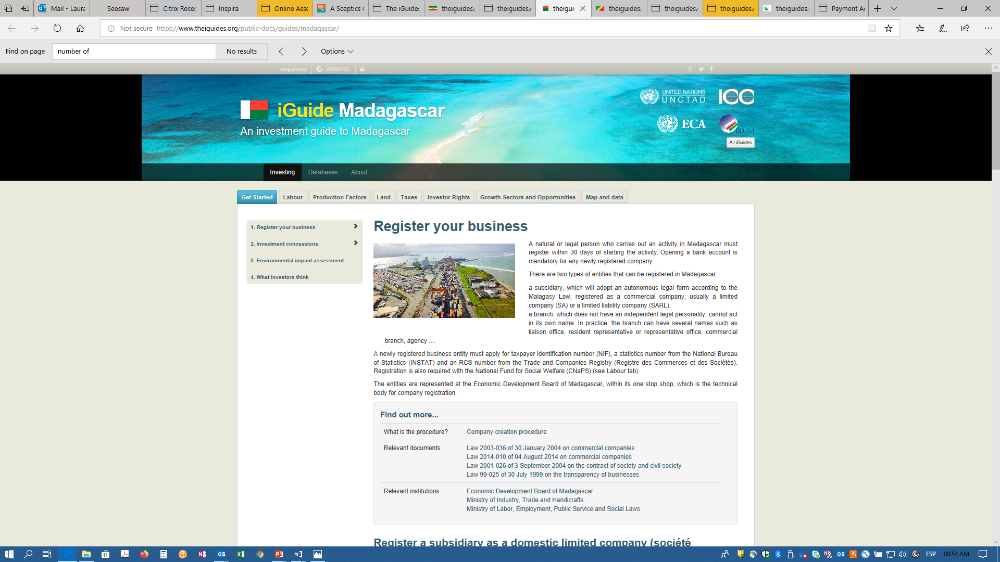 Mail - Laura
Seesaw
Citrix Recei
Inspira
Online Asse
A Sceptics
The iGuides
theiguides.
theiguides.
theigui
theiguides.
theiguides.
theiguides.
theiguides.
Payment Ac
Not secure https://www.theiguides.org/public-docs/guides/madagascar/
Find on page number of No results Options
eRegulations WEBSITES
UNITED NATIONS
UNCTAD
ICC
iGuide Madagascar
ECA
EDBM
An investment guide to Madagascar
All iGuides
Investing Databases About
Get Started Labour Production Factors Land Taxes Investor Rights Growth Sectors and Opportunities Map and data
1. Register your business
2. Investment concessions
3. Environmental impact assessment
4. What investors think
Register your business
A natural or legal person who carries out an activity in Madagascar must
register within 30 days of starting the activity. Opening a bank account is
mandatory for any newly registered company.
There are two types of entities that can be registered in Madagascar:
a subsidiary, which will adopt an autonomous legal form according to the
Malagasy Law, registered as a commercial company, usually a limited
company (SA) or a limited liability company (SARL);
a branch, which does not have an independent legal personality, cannot act
in its own name. In practice, the branch can have several names such as
liaison office, resident representative or representative office, commercial
branch, agency ....
A newly registered business entity must apply for taxpayer identification number (NIF), a statistics number from the National Bureau
of Statistics (INSTAT) and an RCS number from the Trade and Companies Registry (Registre des Commerces et des Sociétés).
Registration is also required with the National Fund for Social Welfare (CNaPS) (see Labour tab).
The entities are represented at the Economic Development Board of Madagascar, within its one stop shop, which is the technical
body for company registration.
Find out more...
What is the procedure? Company creation procedure
Relevant documents Law 2003-036 of 30 January 2004 on commercial companies
Law 2014-010 of 04 August 2014 on commercial companies
Law 2001-026 of 3 September 2004 on the contract of society and civil society
Law 99-025 of 30 July 1999 on the transparency of businesses
Relevant institutions Economic Development Board of Madagascar
Ministry of Industry, Trade and Handicrafts
Ministry of Labor, Employment, Public Service and Social Laws
Register a subsidiary as a domestic limited company (société
ESP 08:54 AM